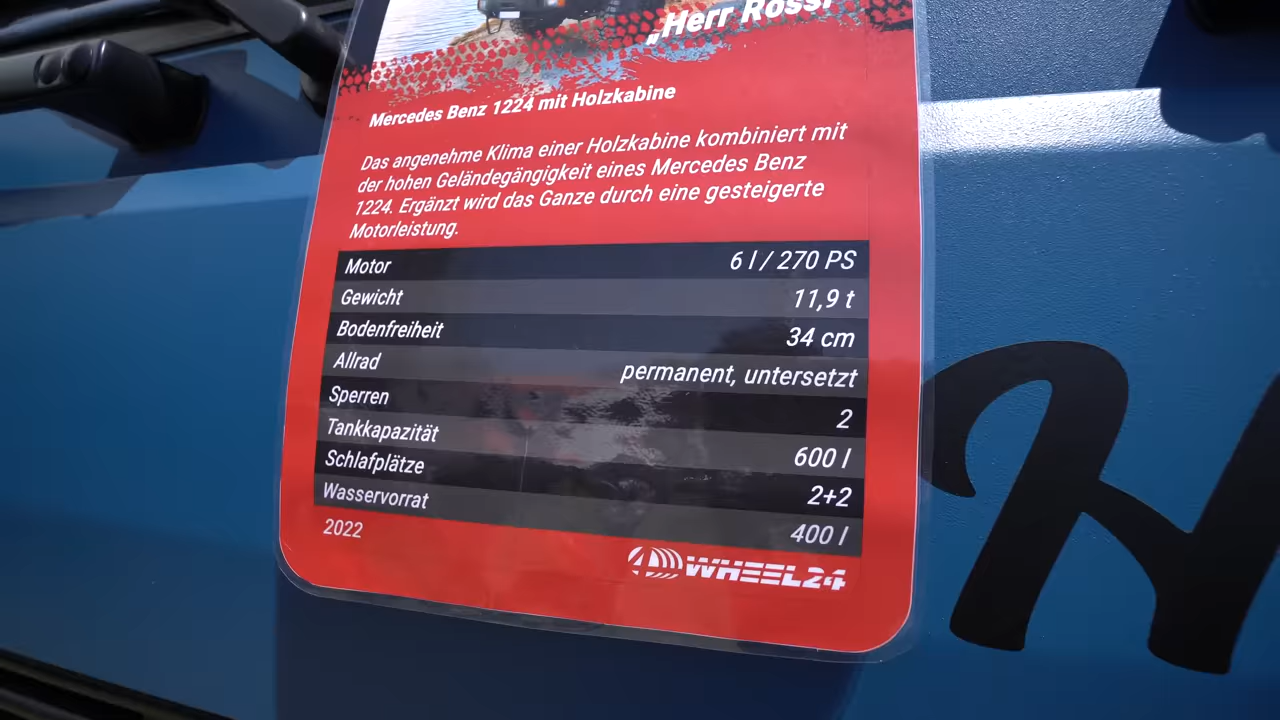 „Herr Rossi
Mercedes Benz 1224 mit Holzkabine
Das angenehme Klima einer Holzkabine kombiniert mit
der hohen Geländegängigkeit eines Mercedes Benz
1224. Ergänzt wird das Ganze durch eine gesteigerte
Motorleistung.
Motor 6 l / 270 PS
Gewicht 11,9 t
Bodenfreiheit 34 cm
Allrad permanent, untersetzt
Sperren 2
Tankkapazität 600 l
Schlafplätze 2+2
Wasservorrat 400 l
2022
4WHEEL24
H